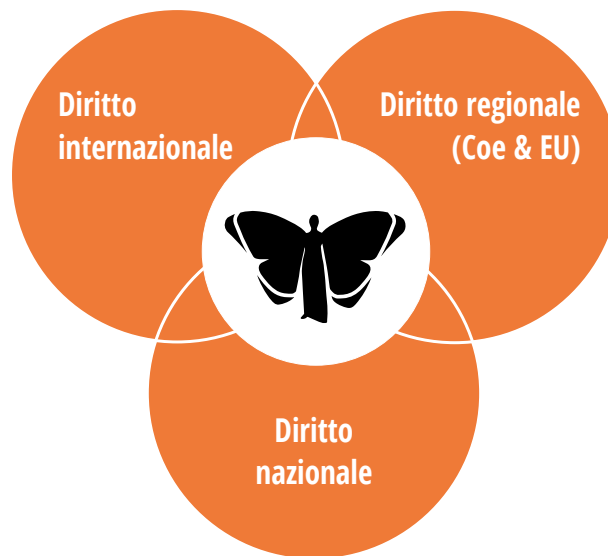 Diritto
internazionale
Diritto regionale
(Coe & EU)
Diritto
nazionale